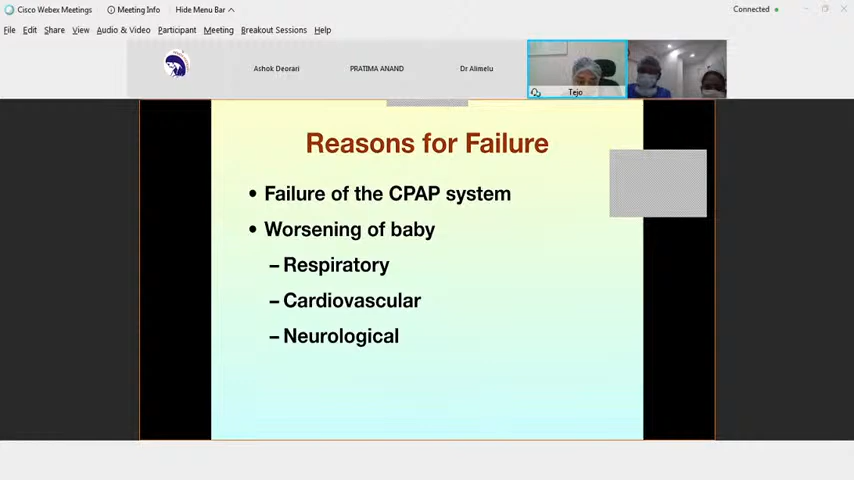 Cisco Webex Meetings
Meeting Info
Hide Menu Bar
Connected
File Edit Share View Audio & Video Participant Meeting Breakout Sessions Help
Ashok Deorari
PRATIMA ANAND
Dr Alimelu
Tejo
Reasons for Failure
• Failure of the CPAP system
• Worsening of baby
– Respiratory
– Cardiovascular
– Neurological